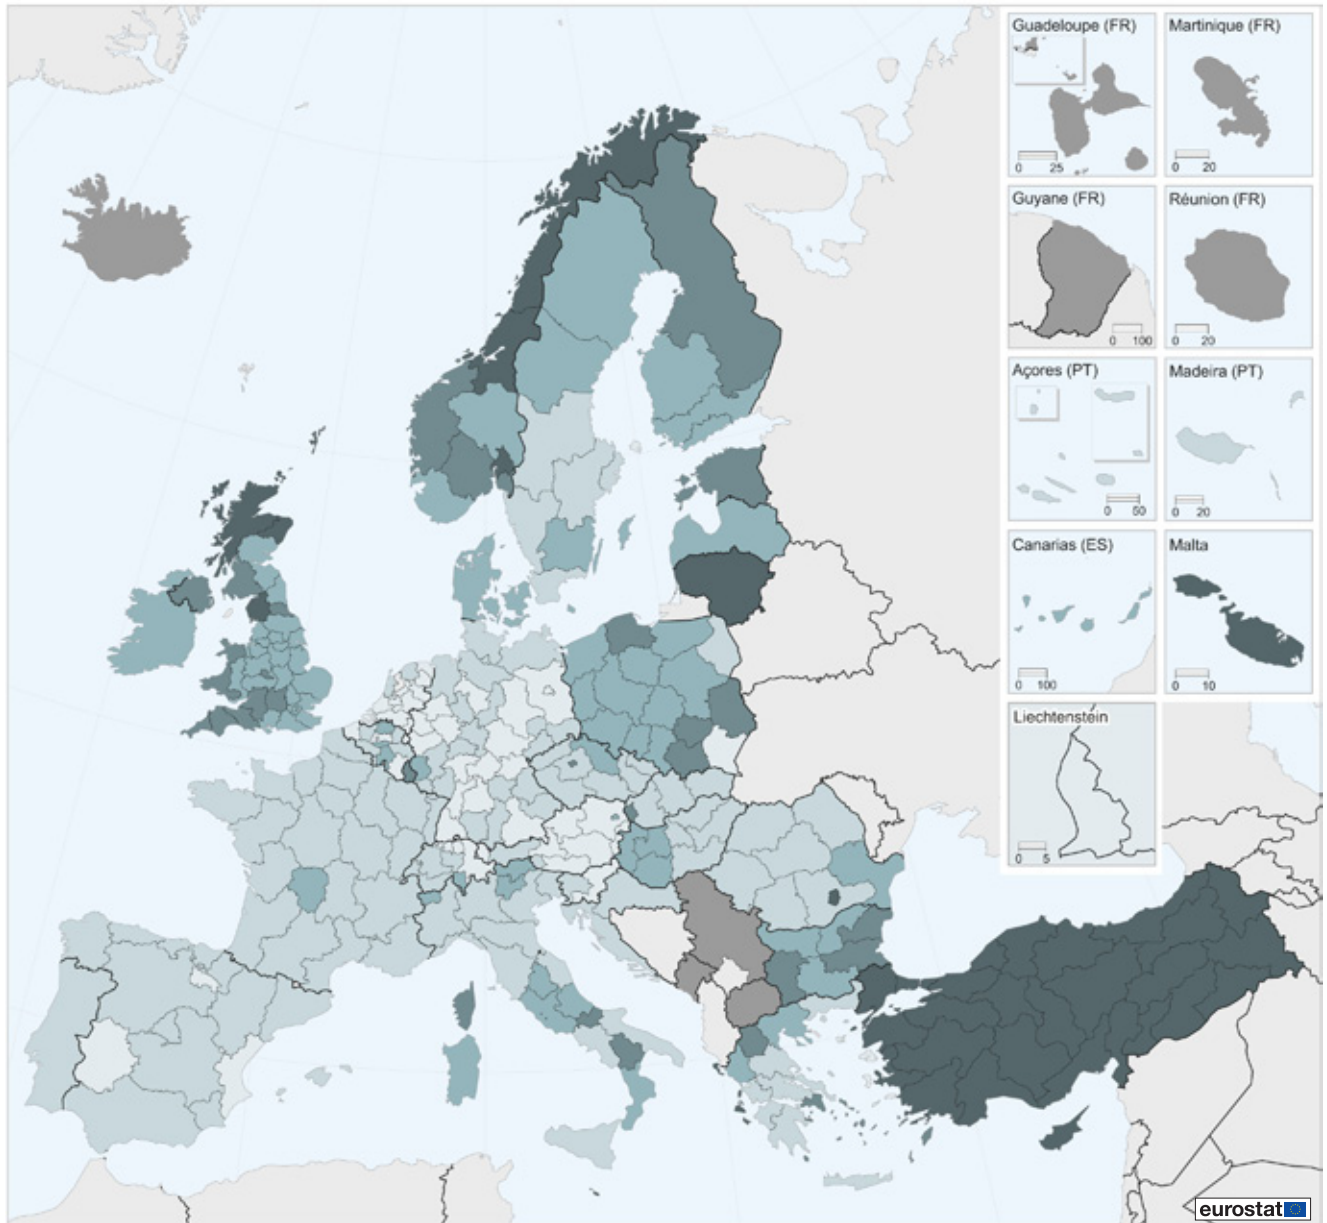 Guadeloupe (FR)
0 25
Martinique (FR)
0 20
Guyane (FR)
0 100
Réunion (FR)
0 20
Açores (PT)
0 50
Madeira (PT)
0 20
Canarias (ES)
0 100
Malta
0 10
Liechtenstein
0 5
eurostat